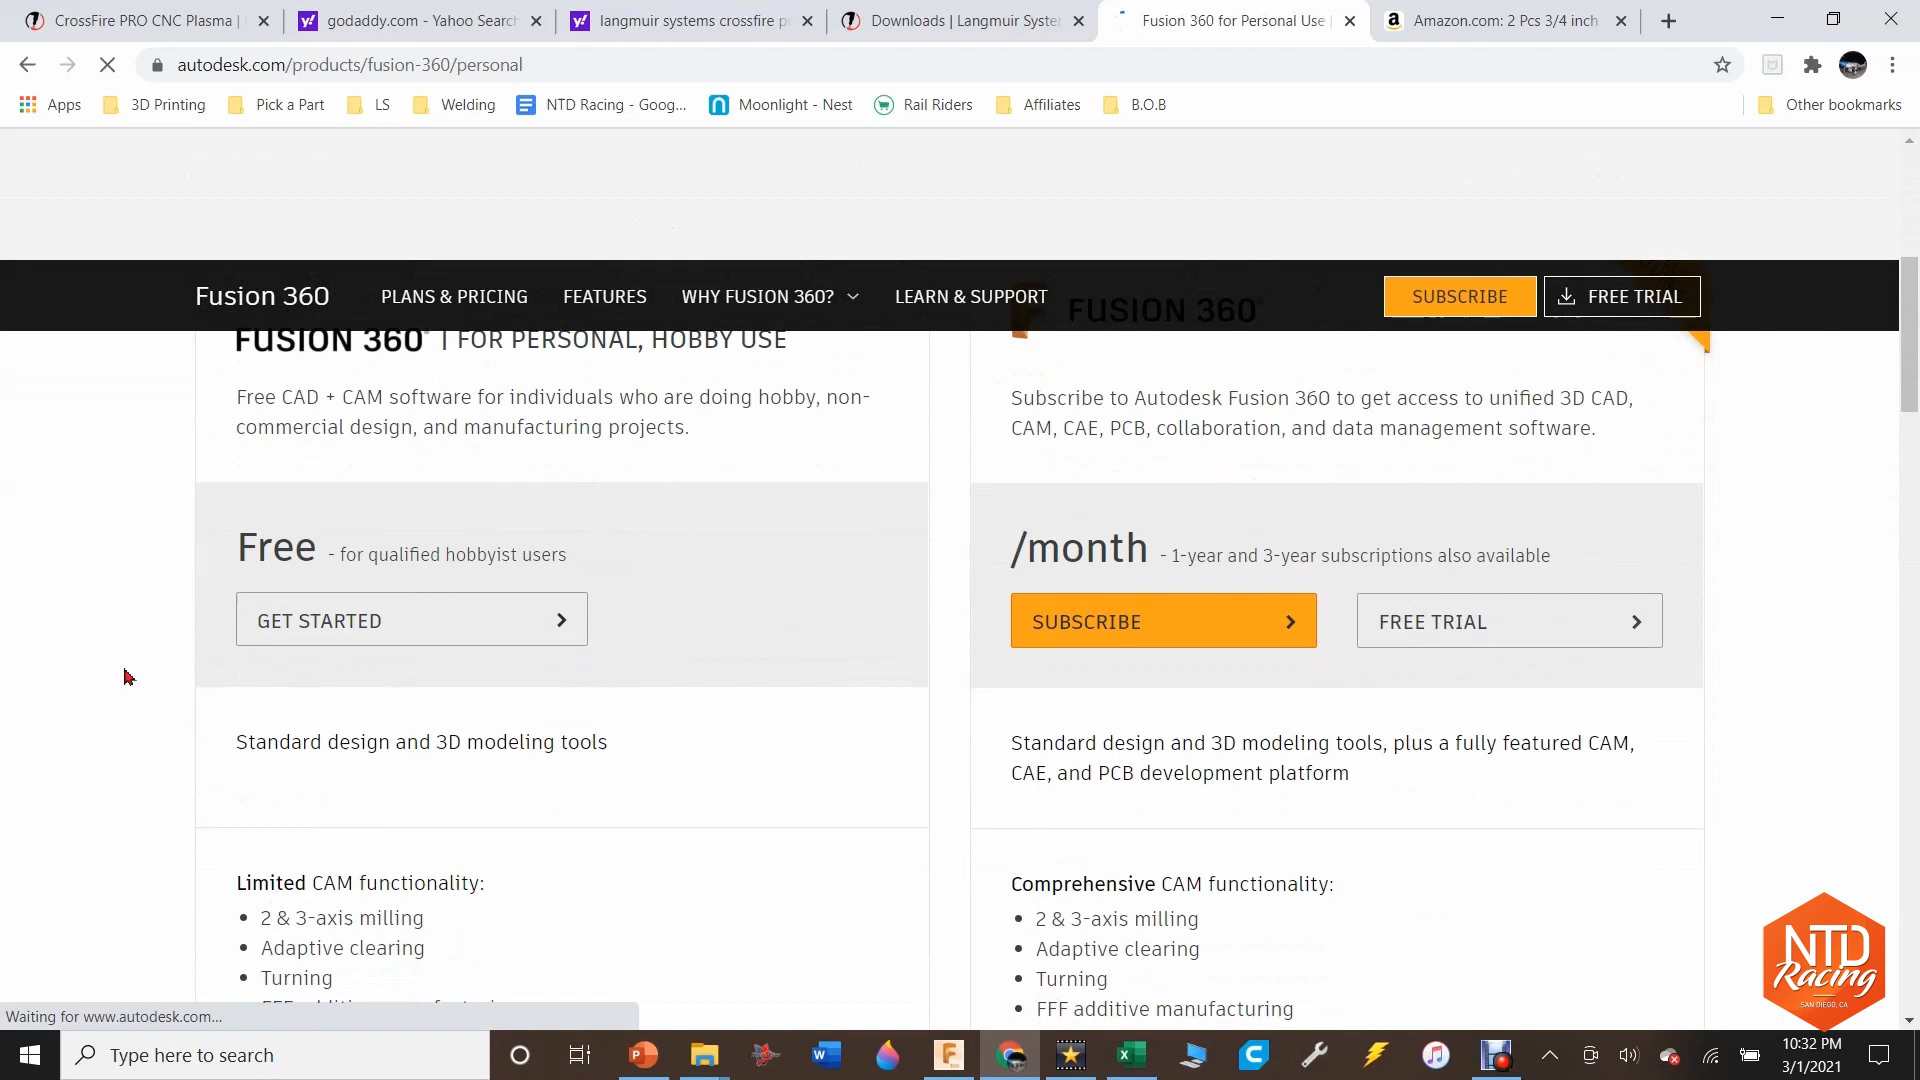 CrossFire PRO CNC Plasma |
godaddy.com - Yahoo Search
langmuir systems crossfire p
Downloads | Langmuir Syste
Fusion 360 for Personal Use |
Amazon.com: 2 Pcs 3/4 inch
autodesk.com/products/fusion-360/personal
Apps
3D Printing
Pick a Part
LS
Welding
NTD Racing - Goog...
Moonlight - Nest
Rail Riders
Affiliates
B.O.B
Other bookmarks
Fusion 360
PLANS & PRICING
FEATURES
WHY FUSION 360?
LEARN & SUPPORT
SUBSCRIBE
FREE TRIAL
FUSION 360® | FOR PERSONAL, HOBBY USE
Free CAD + CAM software for individuals who are doing hobby, non-
commercial design, and manufacturing projects.
Free - for qualified hobbyist users
GET STARTED
Standard design and 3D modeling tools
Limited CAM functionality:
• 2 & 3-axis milling
• Adaptive clearing
• Turning
FUSION 360®
Subscribe to Autodesk Fusion 360 to get access to unified 3D CAD,
CAM, CAE, PCB, collaboration, and data management software.
/month - 1-year and 3-year subscriptions also available
SUBSCRIBE
FREE TRIAL
Standard design and 3D modeling tools, plus a fully featured CAM,
CAE, and PCB development platform
Comprehensive CAM functionality:
• 2 & 3-axis milling
• Adaptive clearing
• Turning
• FFF additive manufacturing
NTD
Racing
SAN DIEGO, CA
Waiting for www.autodesk.com...
Type here to search
10:32 PM
3/1/2021